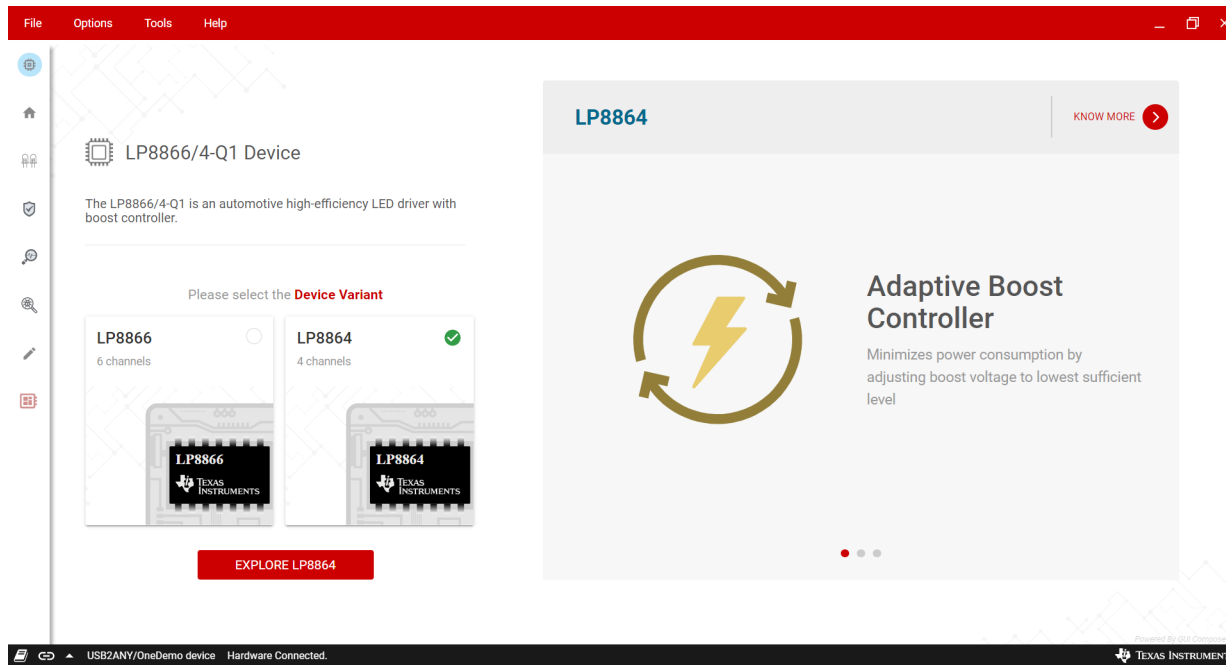 File Options Tools Help
LP8864
KNOW MORE
LP8866/4-Q1 Device
The LP8866/4-Q1 is an automotive high-efficiency LED driver with
boost controller.
Please select the Device Variant
LP8866
6 channels
LP8864
4 channels
LP8866
TEXAS
INSTRUMENTS
LP8864
TEXAS
INSTRUMENTS
EXPLORE LP8864
Adaptive Boost
Controller
Minimizes power consumption by
adjusting boost voltage to lowest sufficient
level
Powered By GUI Compose
USB2ANY/OneDemo device Hardware Connected.
TEXAS INSTRUMENT